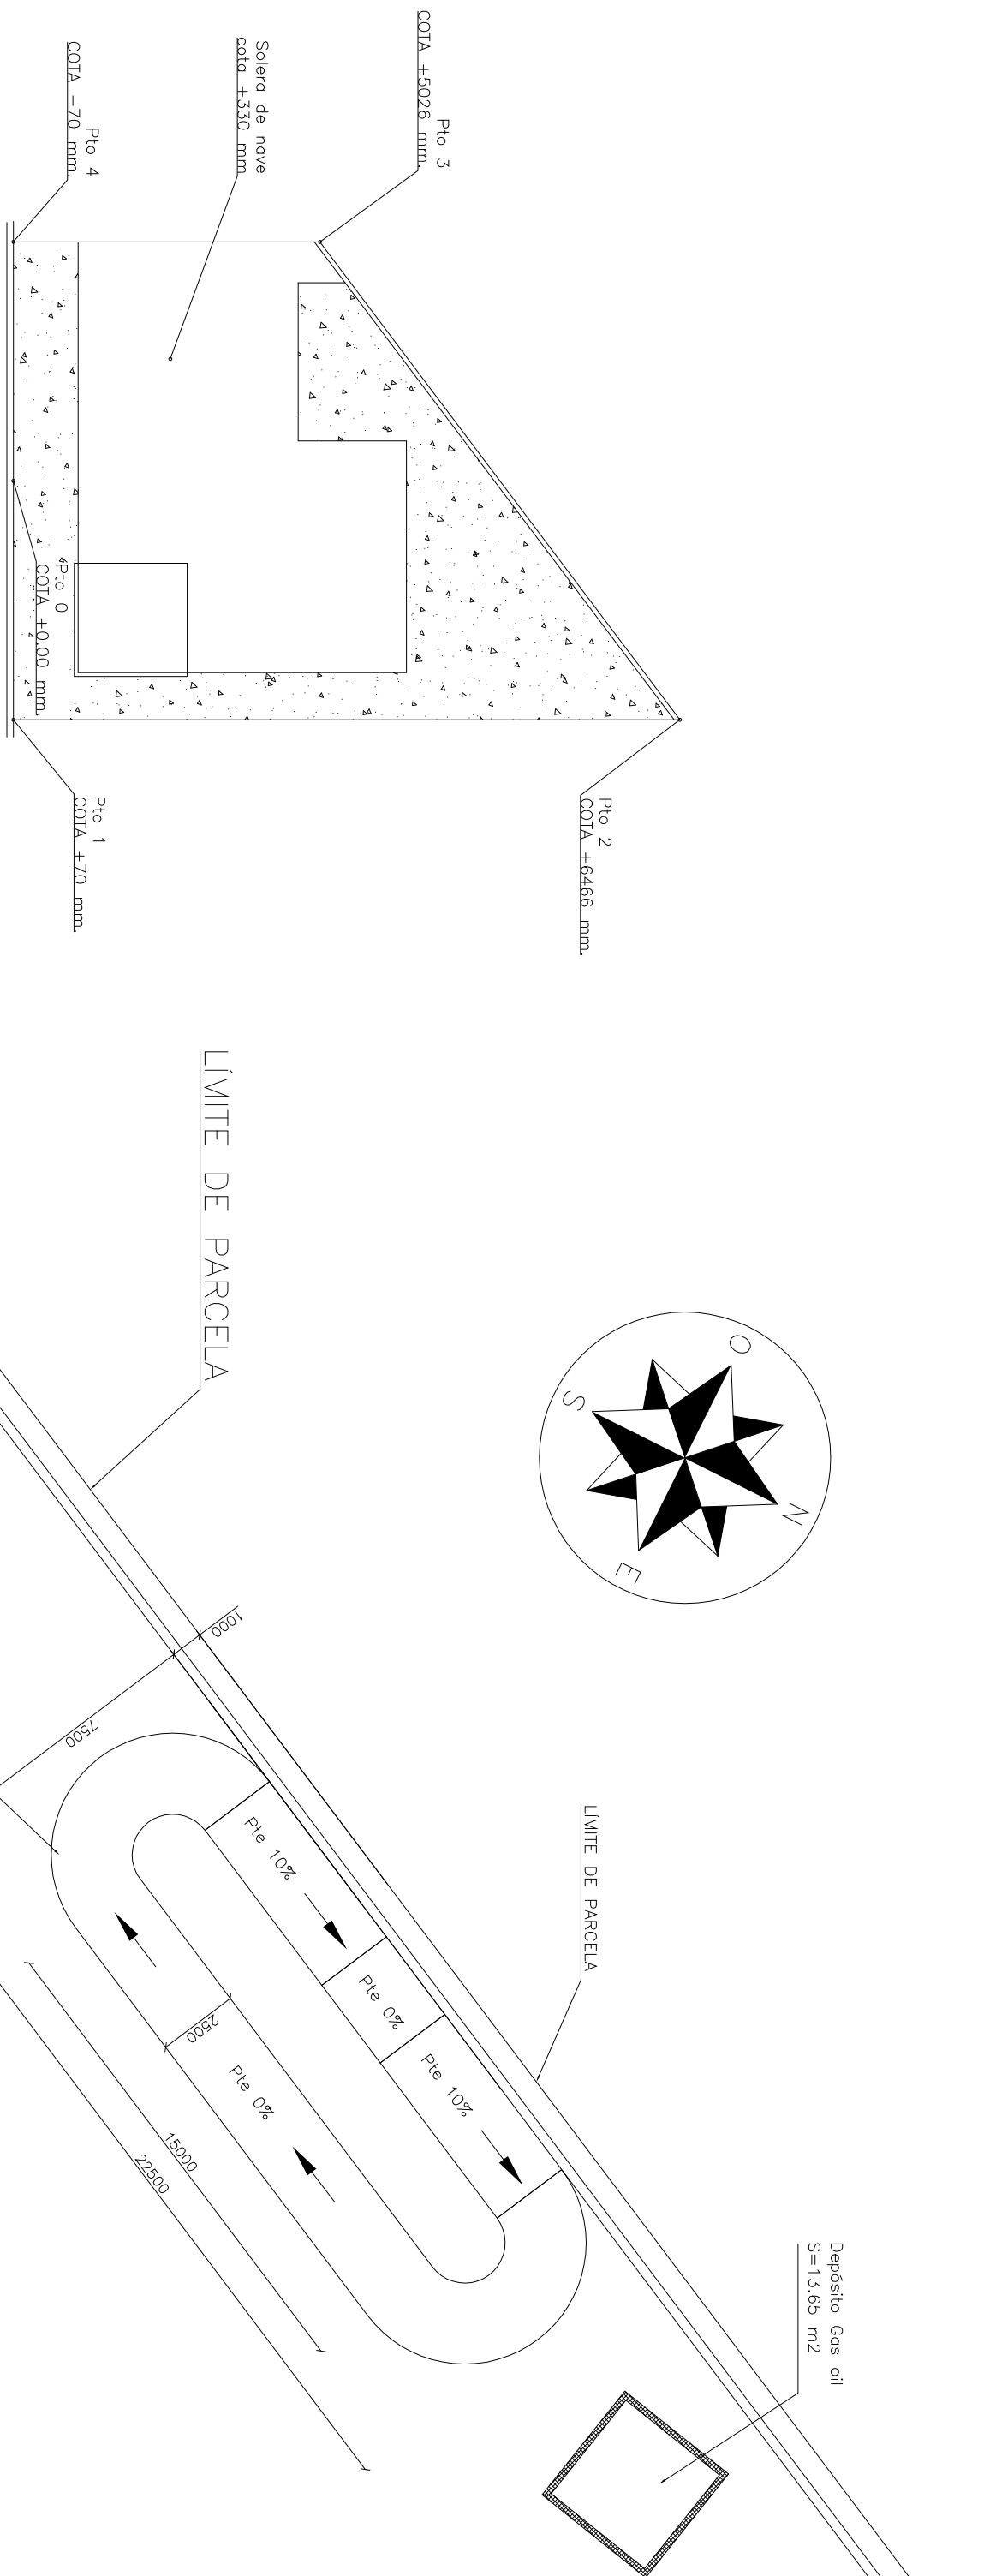 Pto 3
COTA +5026 mm.
Solera de nave
cota +330 mm
Pto 4
COTA -70 mm.
Pto 0
COTA +0.00 mm
Pto 2
COTA +6466 mm.
Pto 1
COTA +70 mm.
LÍMITE DE PARCELA
O
N
S
E
1000
7500
LÍMITE DE PARCELA
Pte 10%
Pte 0%
Pte 10%
2500
Pte 0%
15000
22500
Depósito Gas oil
S=13.65 m2